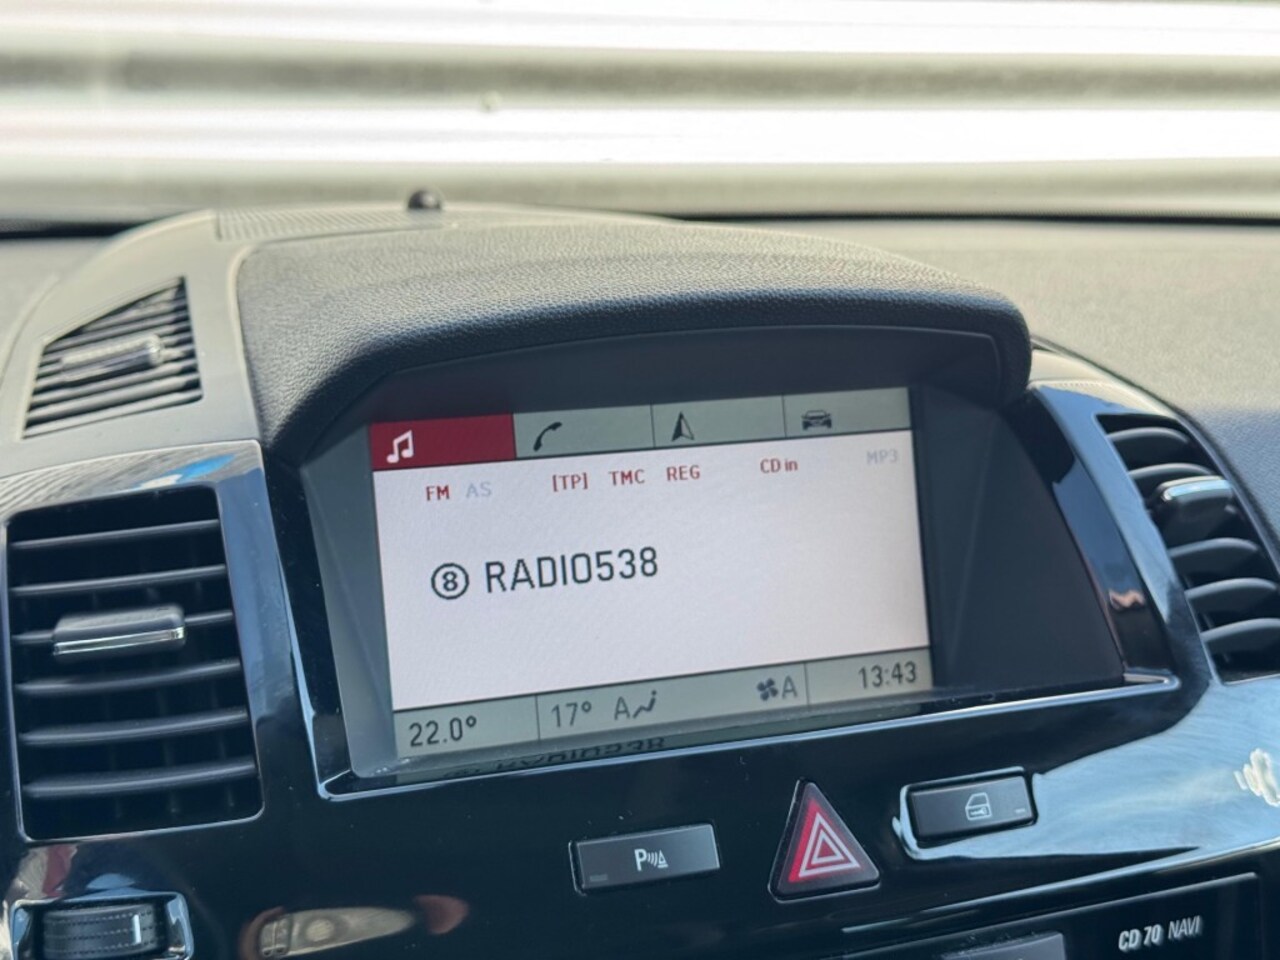 FM AS [TP] TMC REG CD in MP3
8 RADIO538
22.0° 17° A A 13:43
P
CD 70 NAVI